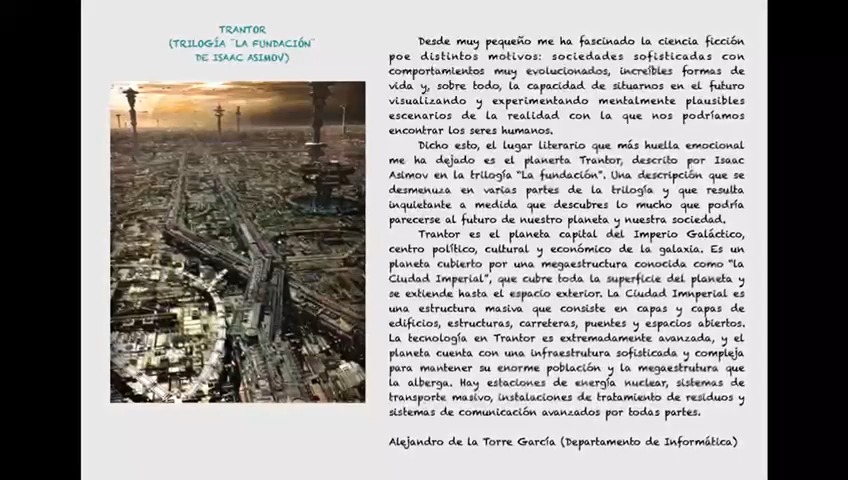 TRANTOR
(TRILOGÍA ¨LA FUNDACIÓN¨
DE ISAAC ASIMOV)
Desde muy pequeño me ha fascinado la ciencia ficción
poe distintos motivos: sociedades sofisticadas con
comportamientos muy evolucionados, increíbles formas de
vida y, sobre todo, la capacidad de situarnos en el futuro
visualizando y experimentando mentalmente plausibles
escenarios de la realidad con la que nos podríamos
encontrar los seres humanos.
Dicho esto, el lugar literario que más huella emocional
me ha dejado es el planerta Trantor, descrito por Isaac
Asimov en la trilogía "La fundación". Una descripción que se
desmenuza en varias partes de la trilogía y que resulta
inquietante a medida que descubres lo mucho que podría
parecerse al futuro de nuestro planeta y nuestra sociedad.
Trantor es el planeta capital del Imperio Galáctico,
centro político, cultural y económico de la galaxia. Es un
planeta cubierto por una megaestructura conocida como "la
Ciudad Imperial", que cubre toda la superficie del planeta y
se extiende hasta el espacio exterior. La Ciudad Imnperial es
una estructura masiva que consiste en capas y capas de
edificios, estructuras, carreteras, puentes y espacios abiertos.
La tecnología en Trantor es extremadamente avanzada, y el
planeta cuenta con una infraestrutura sofisticada y compleja
para mantener su enorme población y la megaestrutura que
la alberga. Hay estaciones de energía nuclear, sistemas de
transporte masivo, instalaciones de tratamiento de residuos y
sistemas de comunicación avanzados por todas partes.
Alejandro de la Torre García (Departamento de Informática)